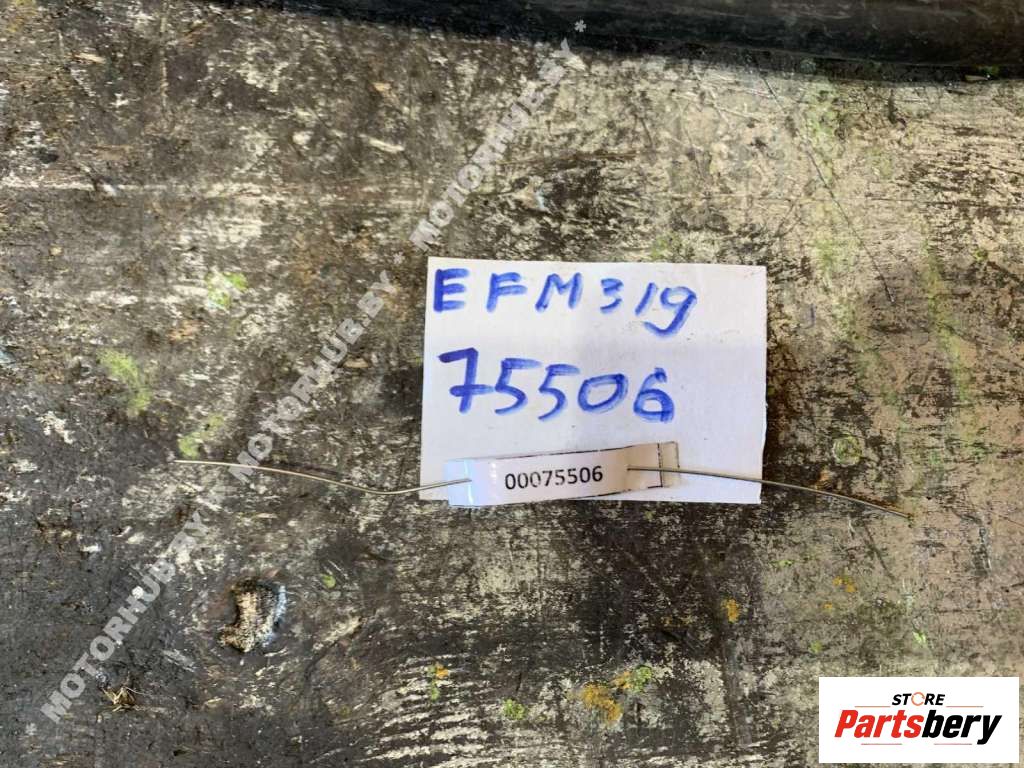 * MOTORHUB.BY * MOTORHUB.BY * MOTORHUB.BY *
EFM319
75506
00075506
STORE
Partsbery